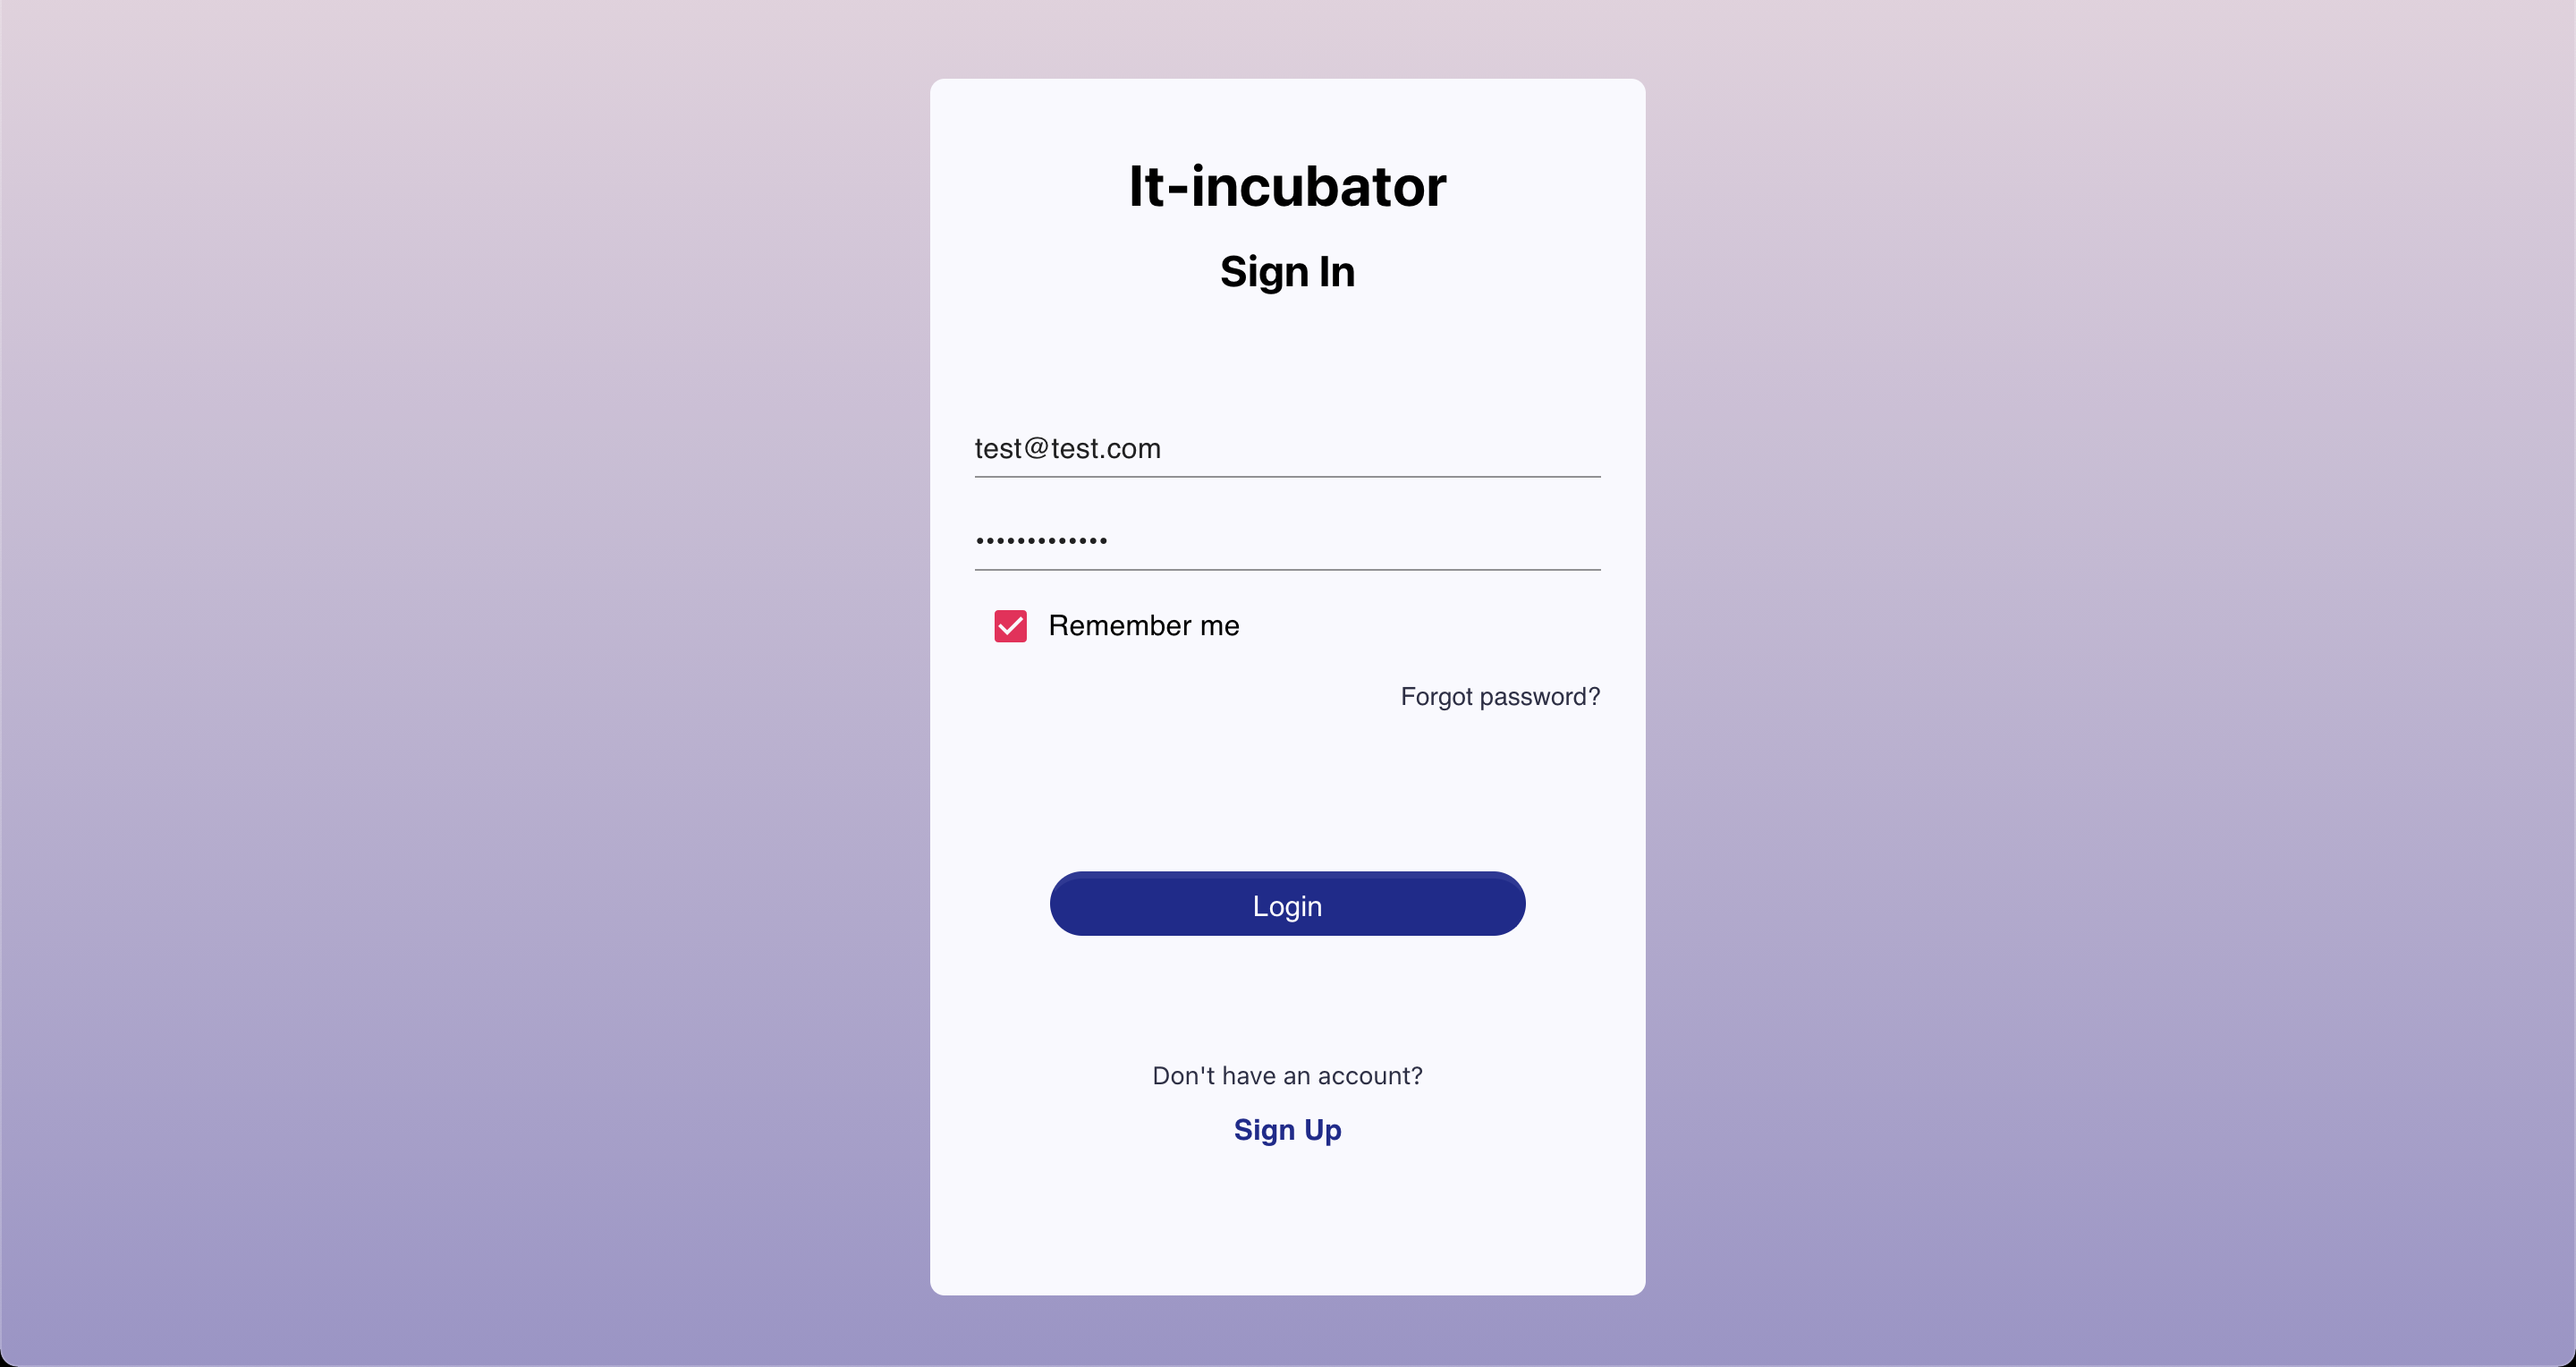 It-incubator
Sign In
test@test.com
•••••••••••••
Remember me
Forgot password?
Login
Don't have an account?
Sign Up